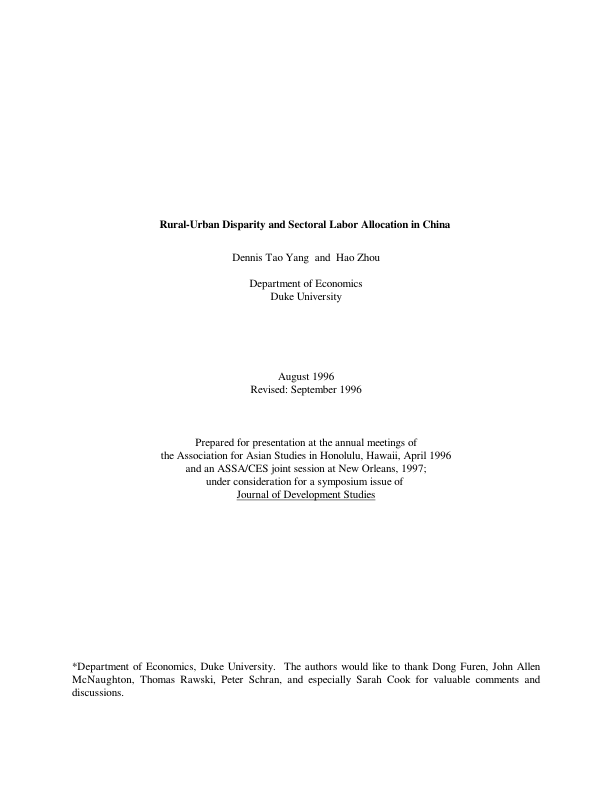 Rural-Urban Disparity and Sectoral Labor Allocation in China
Dennis Tao Yang and Hao Zhou
Department of Economics
Duke University
August 1996
Revised: September 1996
Prepared for presentation at the annual meetings of
the Association for Asian Studies in Honolulu, Hawaii, April 1996
and an ASSA/CES joint session at New Orleans, 1997;
under consideration for a symposium issue of
Journal of Development Studies
*Department of Economics, Duke University. The authors would like to thank Dong Furen, John Allen
McNaughton, Thomas Rawski, Peter Schran, and especially Sarah Cook for valuable comments and
discussions.